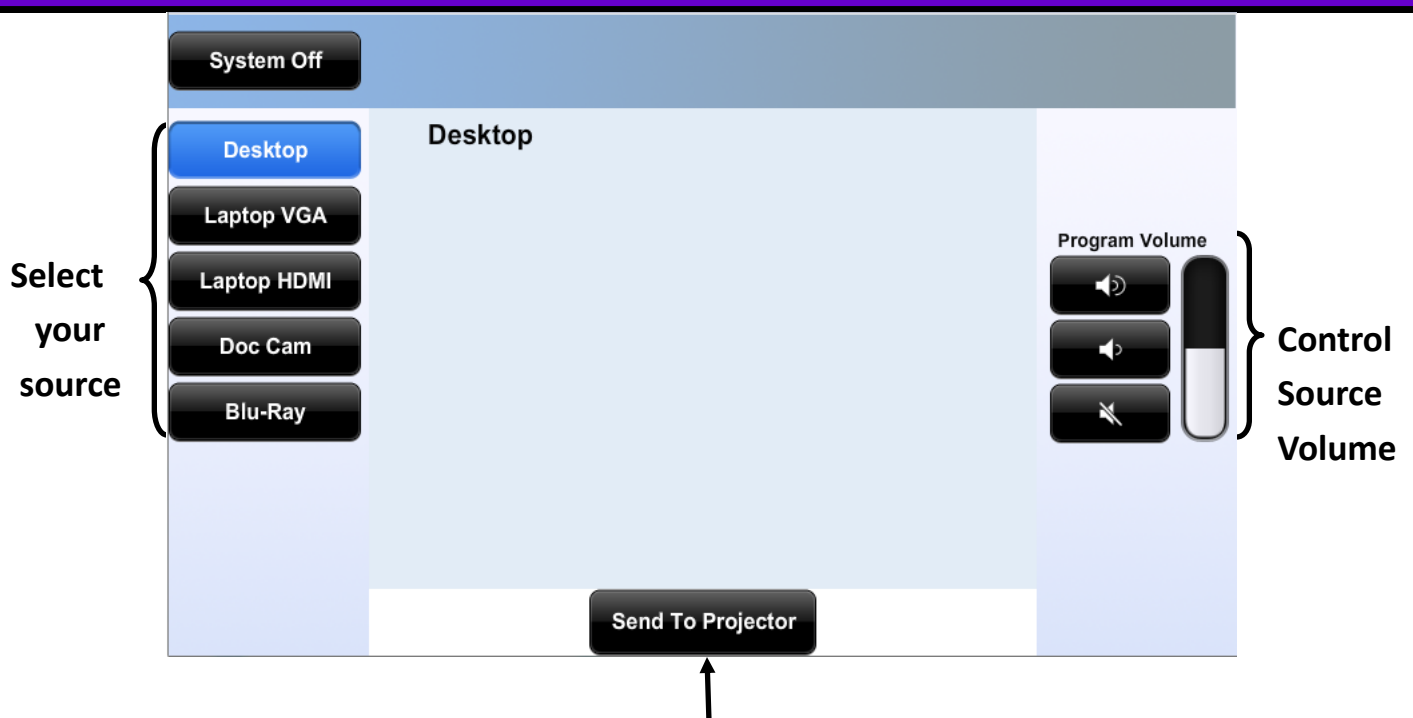 System Off
Desktop
Laptop VGA
Laptop HDMI
Doc Cam
Blu-Ray
Select
your
source
Desktop
Send To Projector
Program Volume
Control
Source
Volume